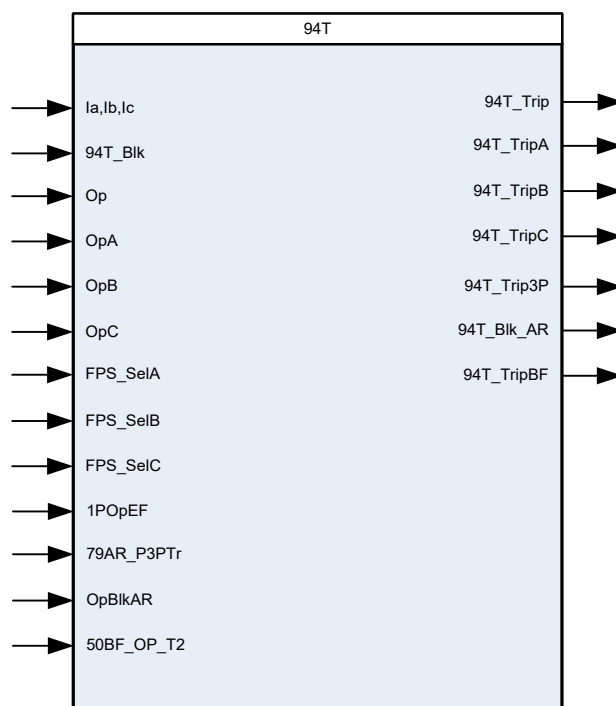 94T
Ia,Ib,Ic
94T_Blk
Op
OpA
OpB
OpC
FPS_SelA
FPS_SelB
FPS_SelC
1POpEF
79AR_P3PTr
OpBlkAR
50BF_OP_T2
94T_Trip
94T_TripA
94T_TripB
94T_TripC
94T_Trip3P
94T_Blk_AR
94T_TripBF